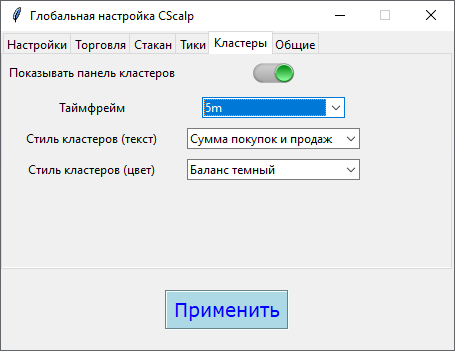 Глобальная настройка CScalp
Настройки Торговля Стакан Тики Кластеры Общие
Показывать панель кластеров
Таймфрейм 5m
Стиль кластеров (текст) Сумма покупок и продаж
Стиль кластеров (цвет) Баланс темный
Применить